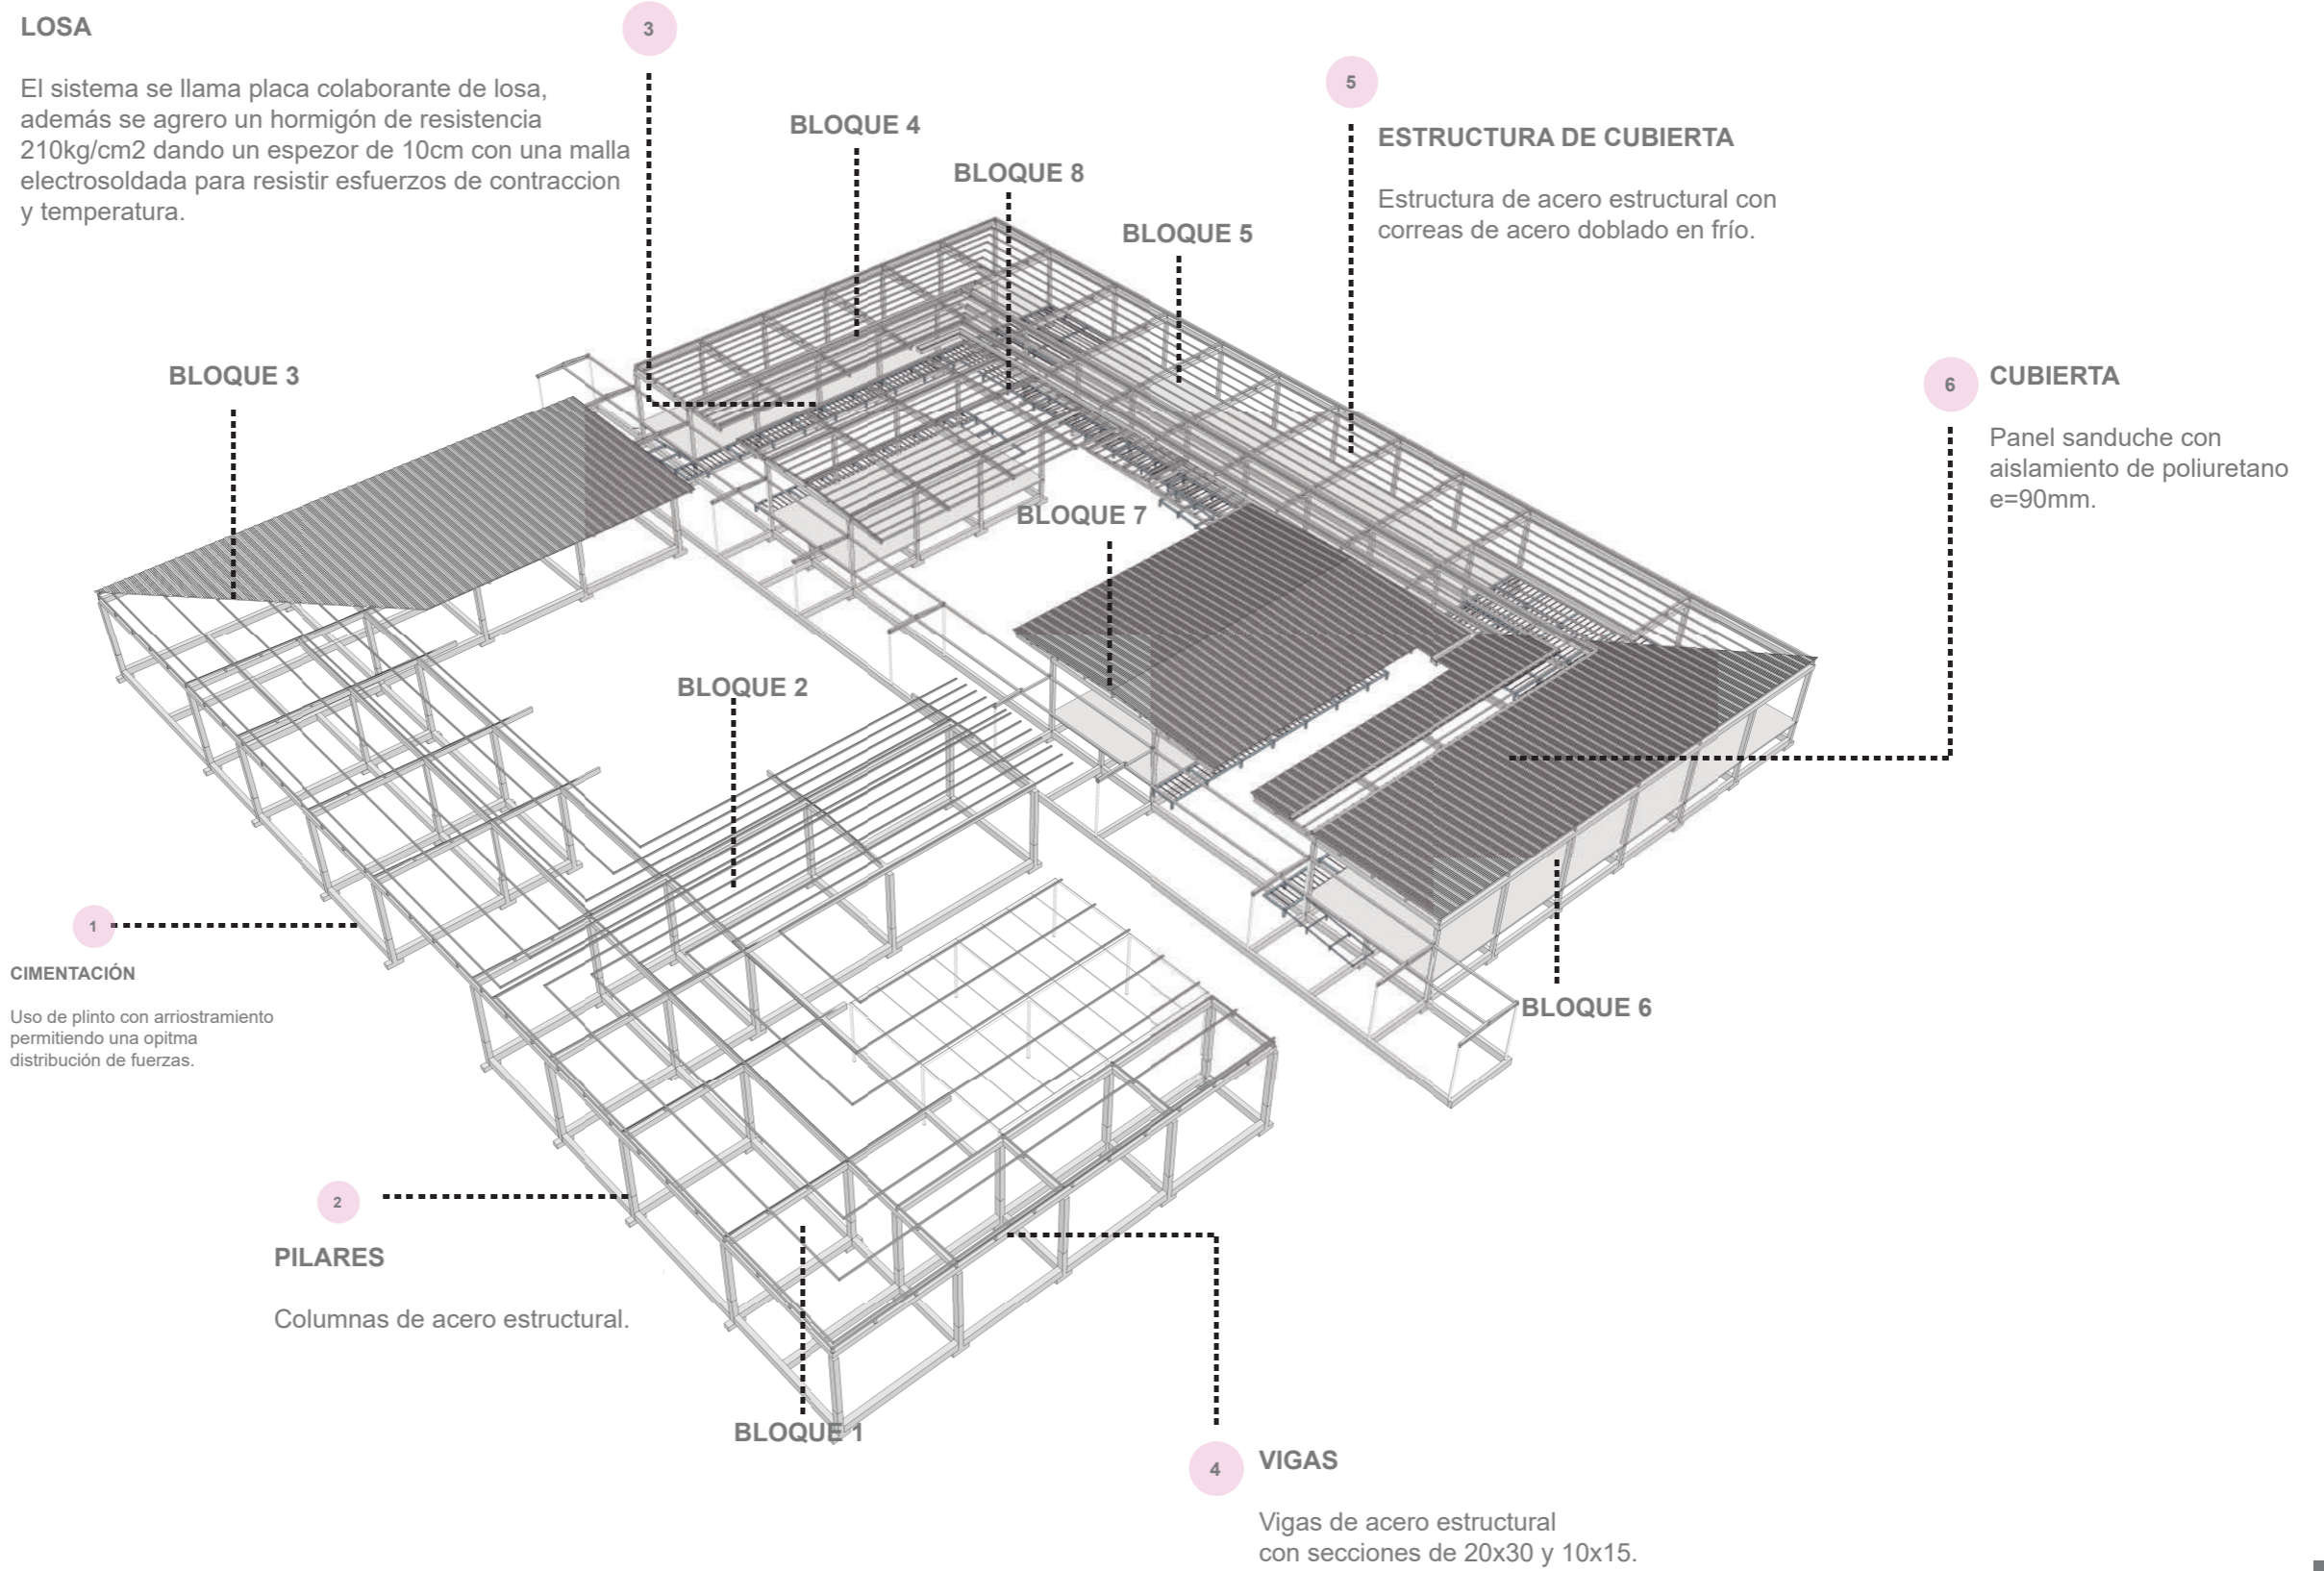 LOSA
El sistema se llama placa colaborante de losa,
además se agrero un hormigón de resistencia
210kg/cm2 dando un espezor de 10cm con una malla
electrosoldada para resistir esfuerzos de contraccion
y temperatura.
3
BLOQUE 4
BLOQUE 8
BLOQUE 5
5
ESTRUCTURA DE CUBIERTA
Estructura de acero estructural con
correas de acero doblado en frío.
BLOQUE 3
6
CUBIERTA
Panel sanduche con
aislamiento de poliuretano
e=90mm.
BLOQUE 7
BLOQUE 2
1
CIMENTACIÓN
Uso de plinto con arriostramiento
permitiendo una opitma
distribución de fuerzas.
BLOQUE 6
2
PILARES
Columnas de acero estructural.
BLOQUE 1
4
VIGAS
Vigas de acero estructural
con secciones de 20x30 y 10x15.